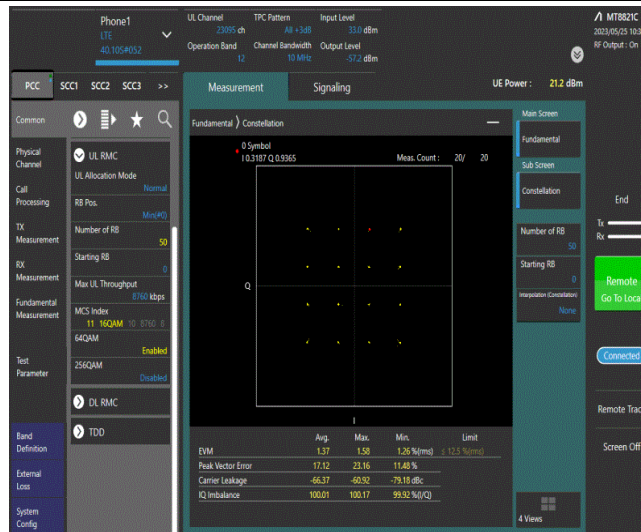 Phone1
LTE
40.105#052
UL Channel TPC Pattern Input Level
23095 ch All +3dB 33.0 dBm
Operation Band Channel Bandwidth Output Level
12 10 MHz -57.2 dBm
MT8821C
2023/05/25 10:3
RF Output : On
PCC SCC1 SCC2 SCC3 >>
Measurement Signaling
UE Power : 21.2 dBm
Common
Physical Channel
Call Processing
TX Measurement
RX Measurement
Fundamental Measurement
Test Parameter
Band Definition
External Loss
System Config
UL RMC
UL Allocation Mode
Normal
RB Pos.
Min(#0)
Number of RB
50
Starting RB
0
Max UL Throughput
8760 kbps
MCS Index
11 16QAM 10 8760 8
64QAM
Enabled
256QAM
Disabled
DL RMC
TDD
Fundamental ⟩ Constellation
0 Symbol
I 0.3187 Q 0.9365
Meas. Count : 20/ 20
Q
I
Avg. Max. Min. Limit
EVM 1.37 1.58 1.26 %(rms) ≤ 12.5 %(rms)
Peak Vector Error 17.12 23.16 11.48 %
Carrier Leakage -66.37 -60.92 -79.18 dBc
IQ Imbalance 100.01 100.17 99.92 %(I/Q)
Main Screen
Fundamental
Sub Screen
Constellation
Number of RB
50
Starting RB
0
Interpolation (Constellation)
None
4 Views
End
Tx
Rx
Remote
Go To Loca
Connected
Remote Trac
Screen Off